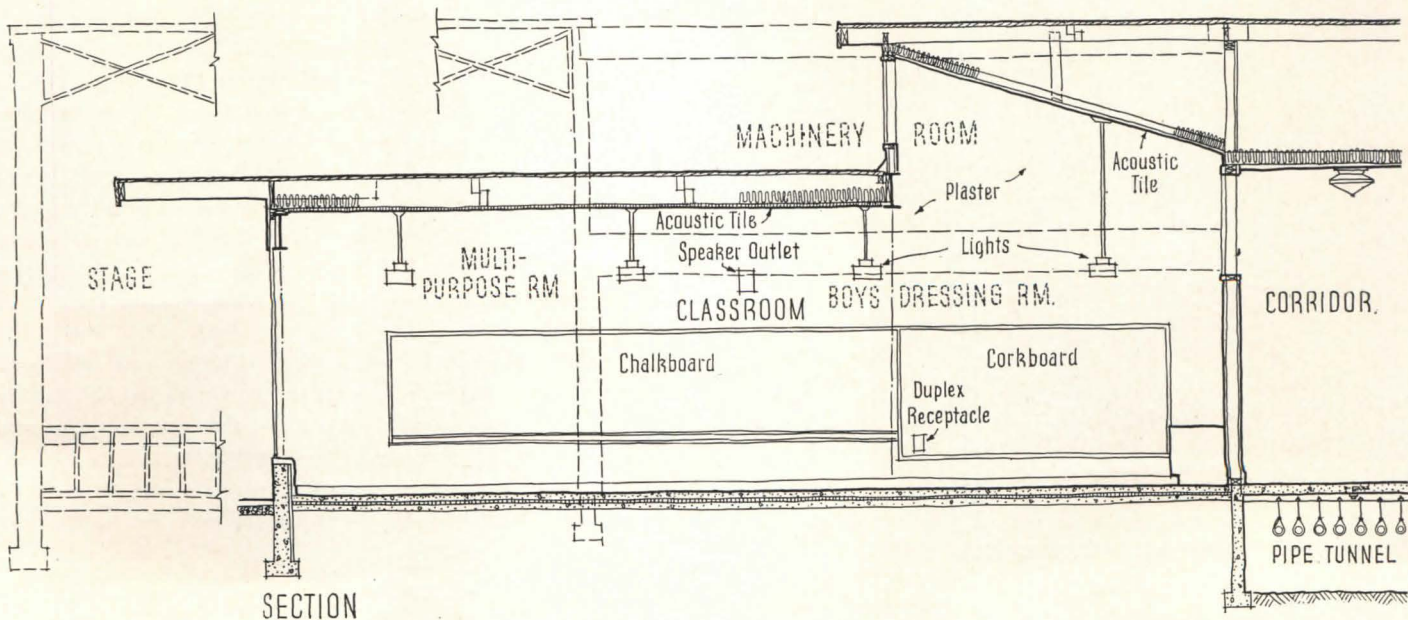 MACHINERY ROOM
Acoustic
Tile
Plaster
Acoustic Tile
Speaker Outlet
Lights
STAGE
MULTI-
PURPOSE RM
BOYS DRESSING RM.
CLASSROOM
CORRIDOR.
Chalkboard
Corkboard
Duplex
Receptacle
PIPE TUNNEL
SECTION